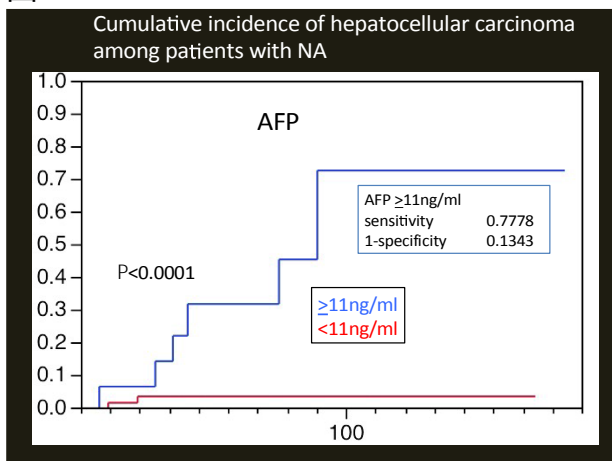 Cumulative incidence of hepatocellular carcinoma
among patients with NA
1.0
0.9
0.8
0.7
0.6
0.5
0.4
0.3
0.2
0.1
0.0
AFP
AFP ≥11ng/ml
sensitivity 0.7778
1-specificity 0.1343
P<0.0001
≥11ng/ml
<11ng/ml
100